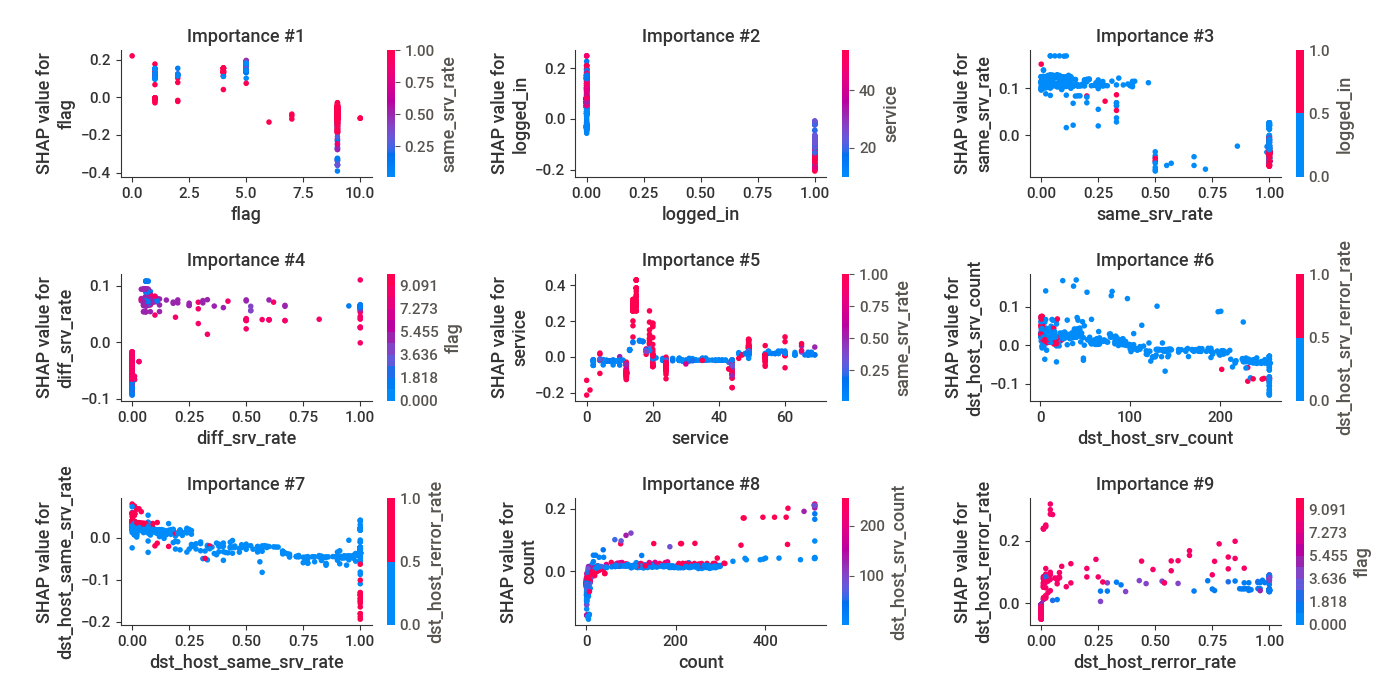 Importance #1
SHAP value for
flag
0.2
0.0
−0.2
−0.4
0.0
2.5
5.0
7.5
10.0
flag
1.00
0.75
0.50
0.25
same_srv_rate
Importance #2
SHAP value for
logged_in
0.2
0.0
−0.2
0.00
0.25
0.50
0.75
1.00
logged_in
40
20
service
Importance #3
SHAP value for
same_srv_rate
0.1
0.0
0.00
0.25
0.50
0.75
1.00
same_srv_rate
1.0
0.5
0.0
logged_in
Importance #4
SHAP value for
diff_srv_rate
0.1
0.0
−0.1
0.00
0.25
0.50
0.75
1.00
diff_srv_rate
9.091
7.273
5.455
3.636
1.818
0.000
flag
Importance #5
SHAP value for
service
0.4
0.2
0.0
−0.2
0
20
40
60
service
1.00
0.75
0.50
0.25
same_srv_rate
Importance #6
SHAP value for
dst_host_srv_count
0.1
0.0
−0.1
0
100
200
dst_host_srv_count
1.0
0.5
0.0
dst_host_srv_rerror_rate
Importance #7
SHAP value for
dst_host_same_srv_rate
0.0
−0.1
−0.2
0.00
0.25
0.50
0.75
1.00
dst_host_same_srv_rate
1.0
0.5
0.0
dst_host_rerror_rate
Importance #8
SHAP value for
count
0.2
0.0
0
200
400
count
200
100
dst_host_srv_count
Importance #9
SHAP value for
dst_host_rerror_rate
0.2
0.0
0.00
0.25
0.50
0.75
1.00
dst_host_rerror_rate
9.091
7.273
5.455
3.636
1.818
0.000
flag